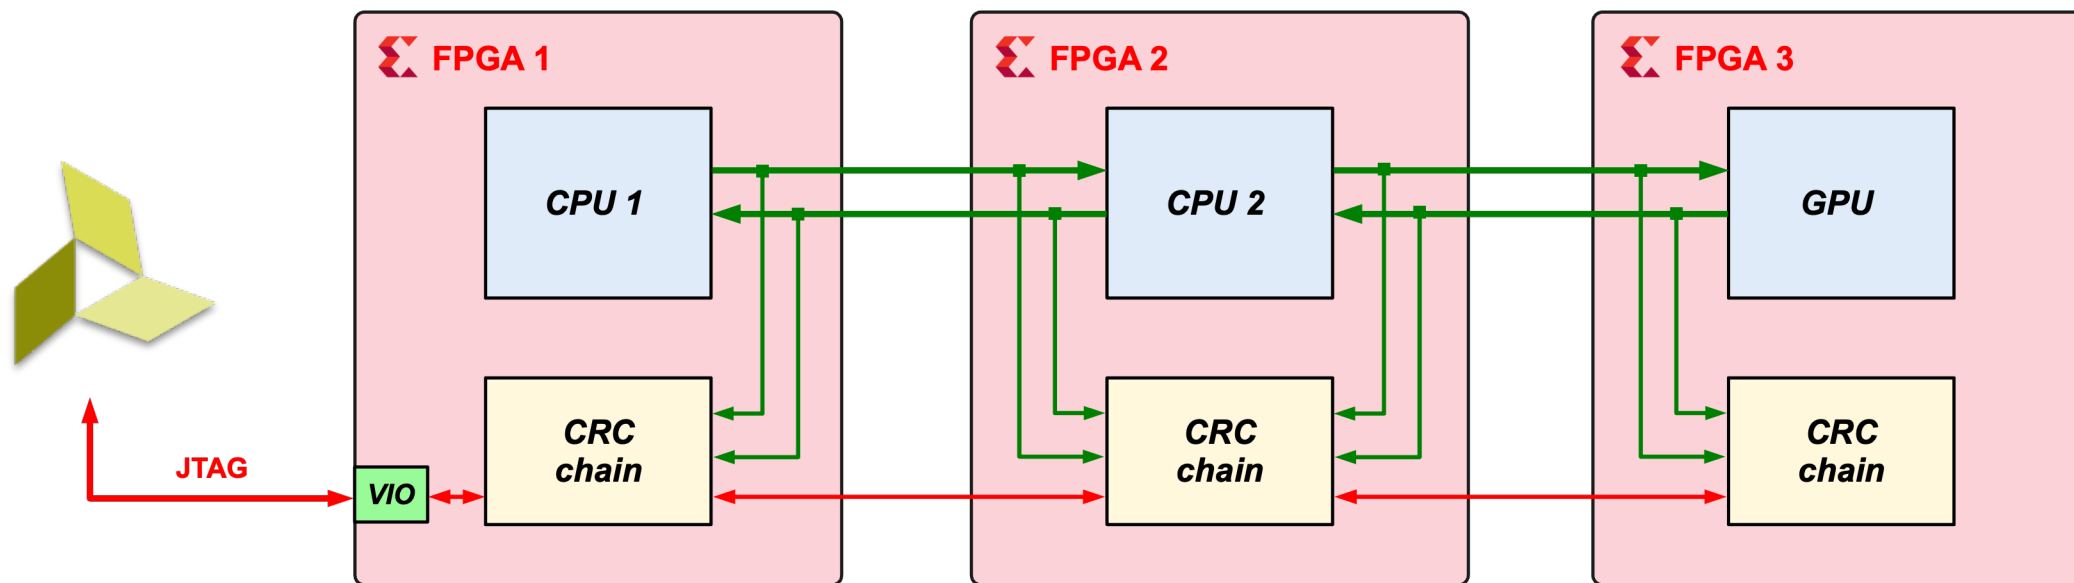 FPGA 1
FPGA 2
FPGA 3
CPU 1
CPU 2
GPU
JTAG
VIO
CRC
chain
CRC
chain
CRC
chain